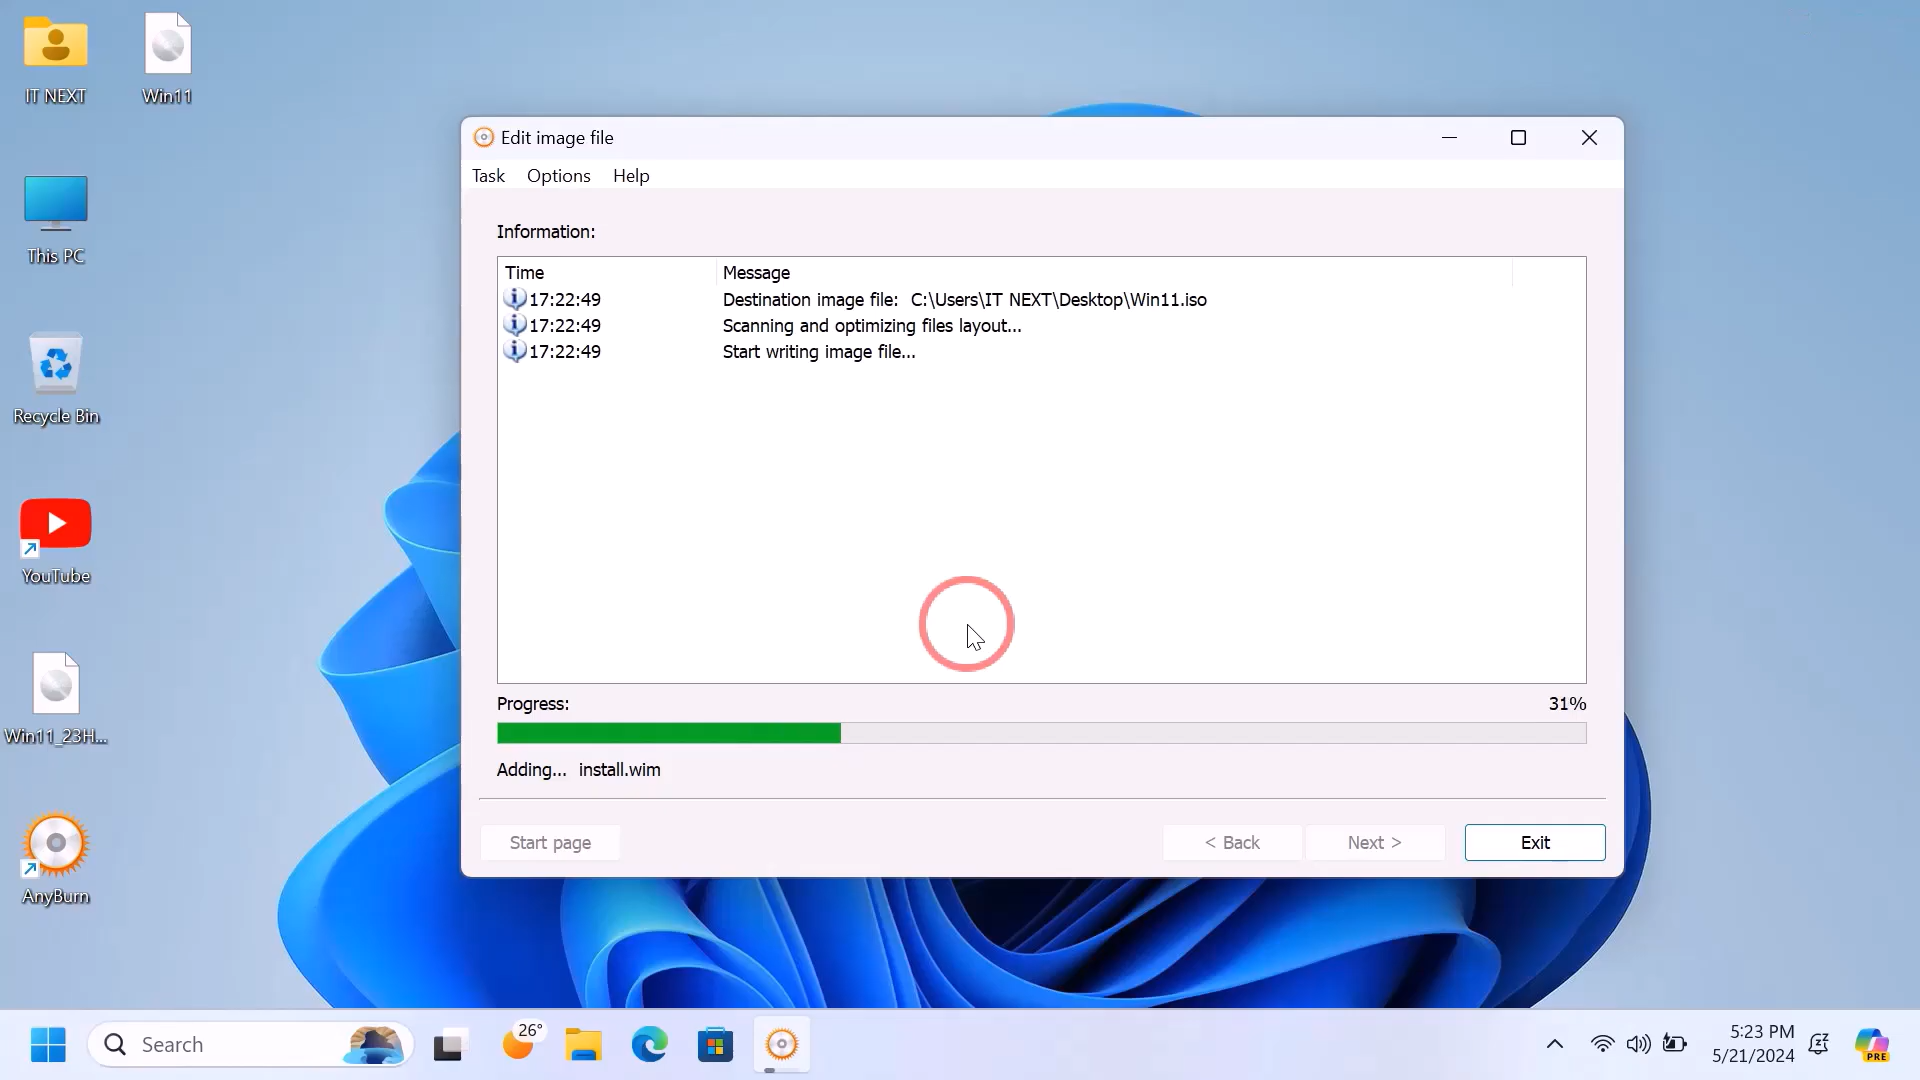 IT NEXT
Win11
This PC
Recycle Bin
YouTube
Win11_23H...
AnyBurn
Edit image file
Task Options Help
Information:
Time Message
17:22:49 Destination image file: C:\Users\IT NEXT\Desktop\Win11.iso
17:22:49 Scanning and optimizing files layout...
17:22:49 Start writing image file...
Progress: 31%
Adding... install.wim
Start page < Back Next > Exit
Search
26°
5:23 PM
5/21/2024
PRE